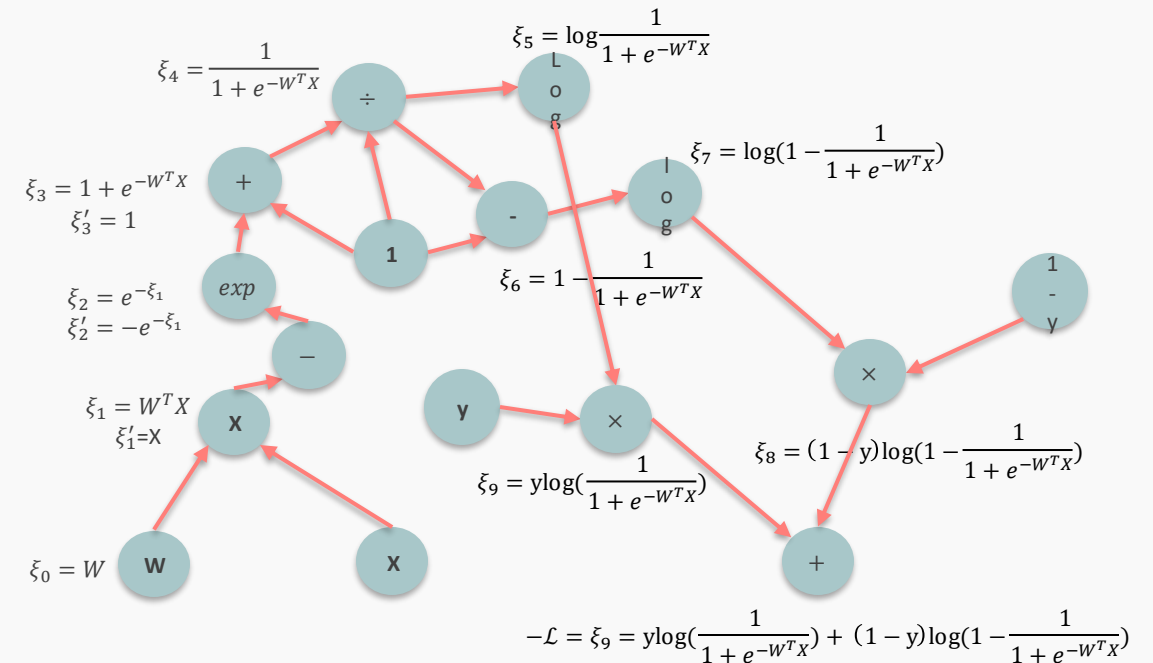 ξ₅ = log 1/(1 + e^{-W^T X})
ξ₄ = 1/(1 + e^{-W^T X})
÷
L
o
g
ξ₇ = log(1 − 1/(1 + e^{-W^T X}))
l
o
g
ξ₃ = 1 + e^{-W^T X}
ξ₃′ = 1
+
-
1
ξ₆ = 1 − 1/(1 + e^{-W^T X})
1
-
y
ξ₂ = e^{-ξ₁}
ξ₂′ = −e^{-ξ₁}
exp
−
×
ξ₁ = W^T X
ξ₁′=X
X
y
×
ξ₈ = (1 − y)log(1 − 1/(1 + e^{-W^T X}))
ξ₉ = ylog(1/(1 + e^{-W^T X}))
ξ₀ = W
W
X
+
−ℒ = ξ₉ = ylog(1/(1 + e^{-W^T X})) + (1 − y)log(1 − 1/(1 + e^{-W^T X}))